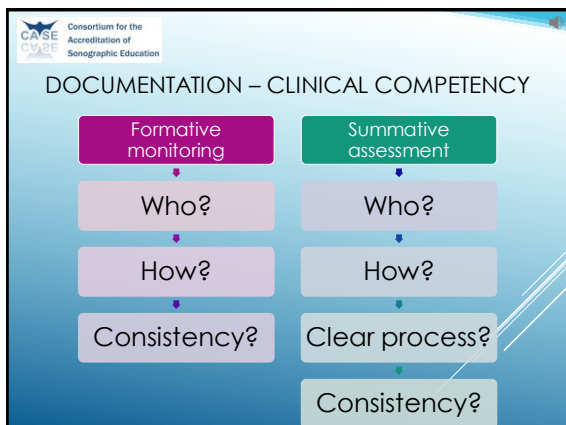 CASE
Consortium for the
Accreditation of
Sonographic Education
DOCUMENTATION – CLINICAL COMPETENCY
Formative
monitoring
Who?
How?
Consistency?
Summative
assessment
Who?
How?
Clear process?
Consistency?